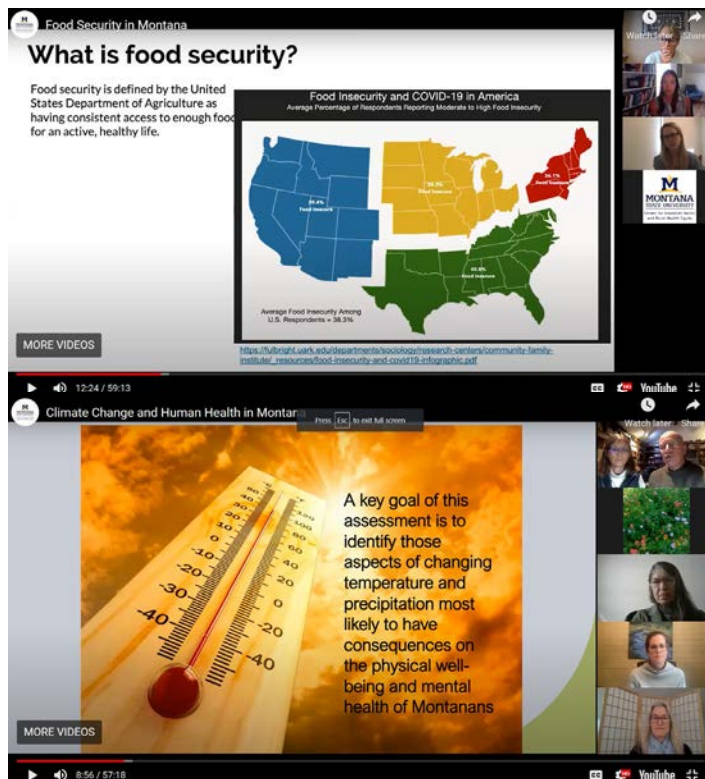 Food Security in Montana
Watch later Share
What is food security?
Food security is defined by the United
States Department of Agriculture as
having consistent access to enough food
for an active, healthy life.
Food Insecurity and COVID-19 in America
Average Percentage of Respondents Reporting Moderate to High Food Insecurity
Food Insecure
Food Insecure
Food Insecure
Food Insecure
Average Food Insecurity Among
U.S. Respondents = 38.3%
M
MONTANA
STATE UNIVERSITY
MORE VIDEOS
https://fulbright.uark.edu/departments/sociology/research-centers/community-family-
institute/_resources/food-insecurity-and-covid19-infographic.pdf
12:24 / 59:13
CC
YouTube
Climate Change and Human Health in Montana
Press Esc to exit full screen
Watch later Share
A key goal of this
assessment is to
identify those
aspects of changing
temperature and
precipitation most
likely to have
consequences on
the physical well-
being and mental
health of Montanans
MORE VIDEOS
8:56 / 57:18
CC
YouTube